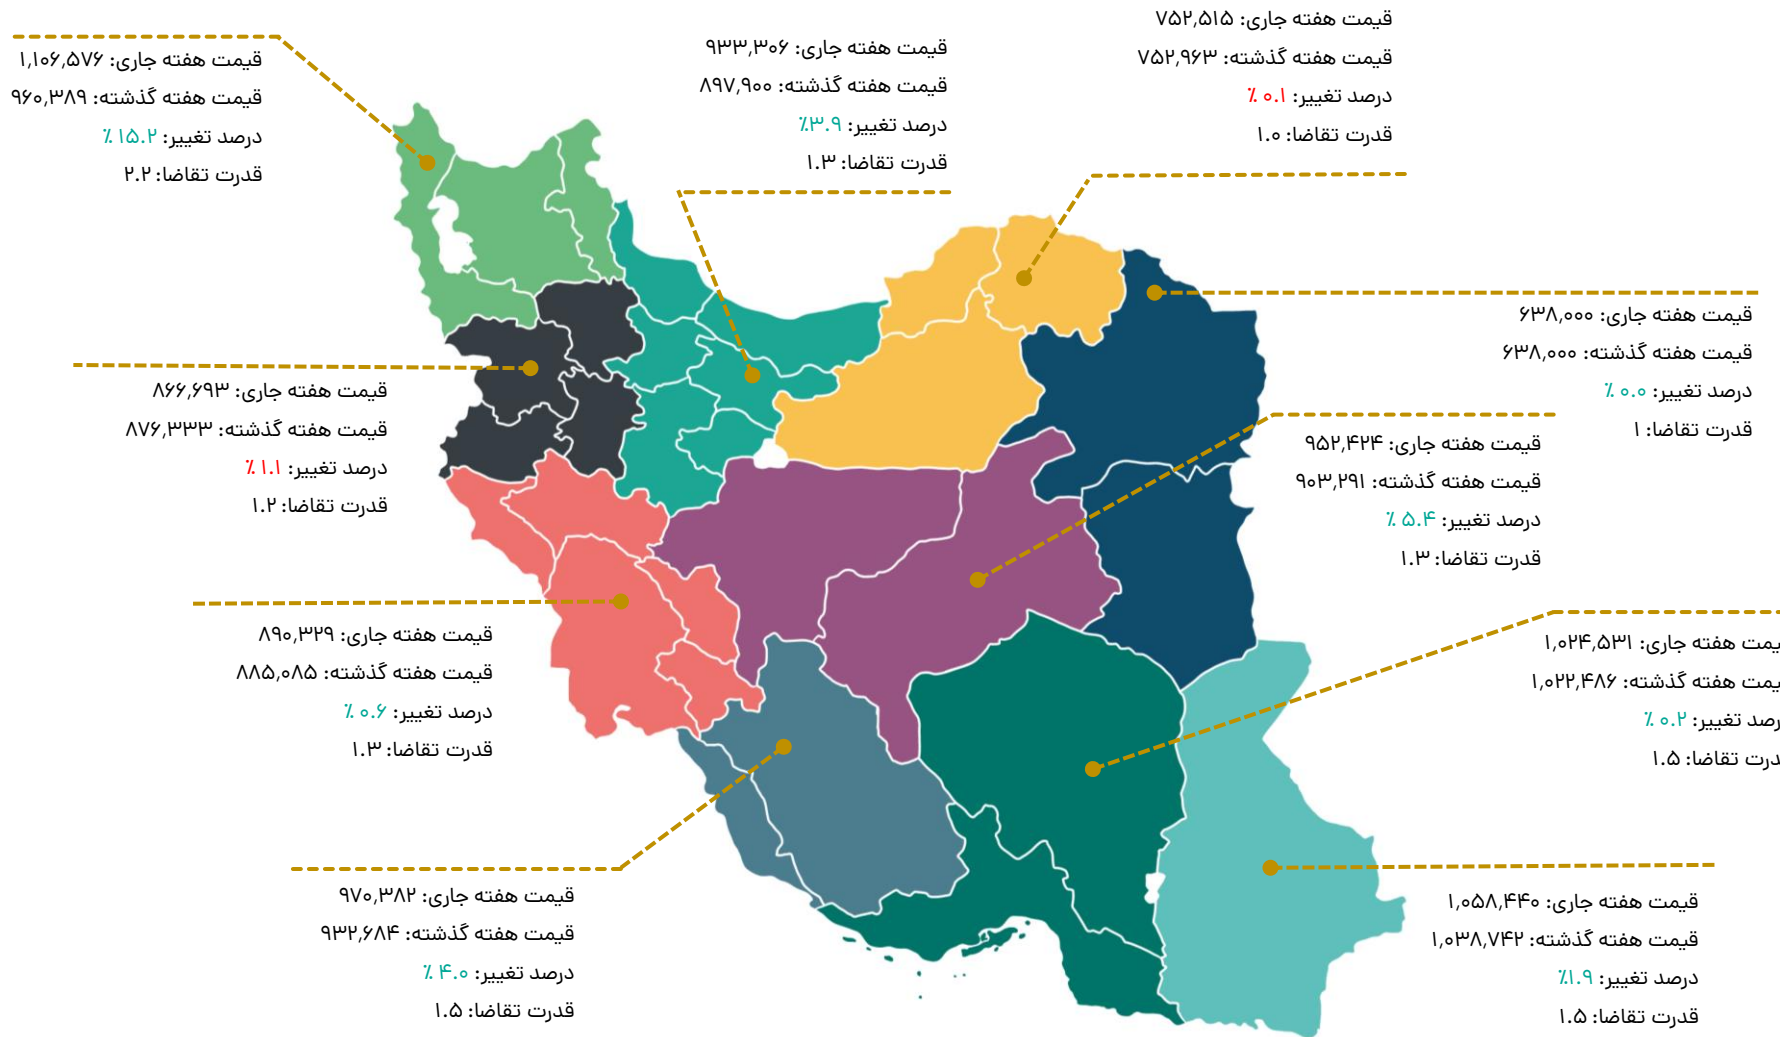 قیمت هفته جاری: ۷۵۲,۵۱۵
قیمت هفته گذشته: ۷۵۲,۹۶۳
درصد تغییر: ۰.۱ ٪
قدرت تقاضا: ۱.۰
قیمت هفته جاری: ۹۳۳,۳۰۶
قیمت هفته گذشته: ۸۹۷,۹۰۰
درصد تغییر: ۳.۹٪
قدرت تقاضا: ۱.۳
قیمت هفته جاری: ۱,۱۰۶,۵۷۶
قیمت هفته گذشته: ۹۶۰,۳۸۹
درصد تغییر: ۱۵.۲ ٪
قدرت تقاضا: ۲.۲
قیمت هفته جاری: ۶۳۸,۰۰۰
قیمت هفته گذشته: ۶۳۸,۰۰۰
درصد تغییر: ۰.۰ ٪
قدرت تقاضا: ۱
قیمت هفته جاری: ۸۶۶,۶۹۳
قیمت هفته گذشته: ۸۷۶,۳۳۳
درصد تغییر: ۱.۱ ٪
قدرت تقاضا: ۱.۲
قیمت هفته جاری: ۹۵۲,۴۲۴
قیمت هفته گذشته: ۹۰۳,۲۹۱
درصد تغییر: ۵.۴ ٪
قدرت تقاضا: ۱.۳
قیمت هفته جاری: ۸۹۰,۳۲۹
قیمت هفته گذشته: ۸۸۵,۰۸۵
درصد تغییر: ۰.۶ ٪
قدرت تقاضا: ۱.۳
یمت هفته جاری: ۱,۰۲۴,۵۳۱
یمت هفته گذشته: ۱,۰۲۲,۴۸۶
رصد تغییر: ۰.۲ ٪
درت تقاضا: ۱.۵
قیمت هفته جاری: ۹۷۰,۳۸۲
قیمت هفته گذشته: ۹۳۲,۶۸۴
درصد تغییر: ۴.۰ ٪
قدرت تقاضا: ۱.۵
قیمت هفته جاری: ۱,۰۵۸,۴۴۰
قیمت هفته گذشته: ۱,۰۳۸,۷۴۲
درصد تغییر: ۱.۹٪
قدرت تقاضا: ۱.۵